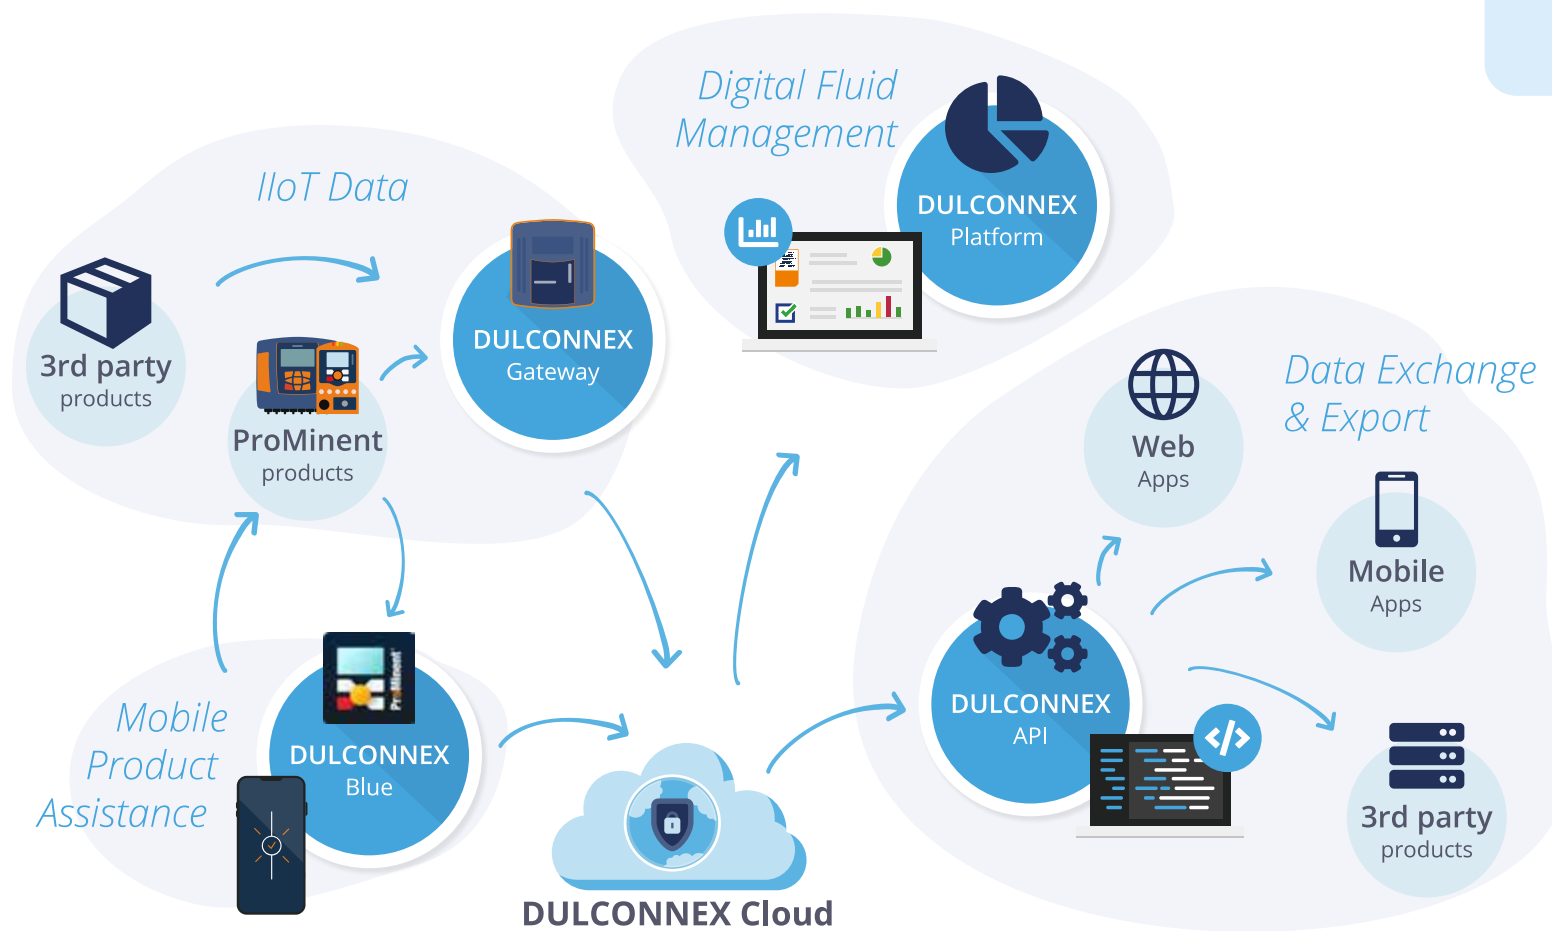 Digital Fluid
Management
DULCONNEX
Platform
IIoT Data
3rd party
products
ProMinent
products
DULCONNEX
Gateway
Data Exchange
& Export
Web
Apps
Mobile
Apps
DULCONNEX
API
3rd party
products
Mobile
Product
Assistance
ProMinent
DULCONNEX
Blue
DULCONNEX Cloud